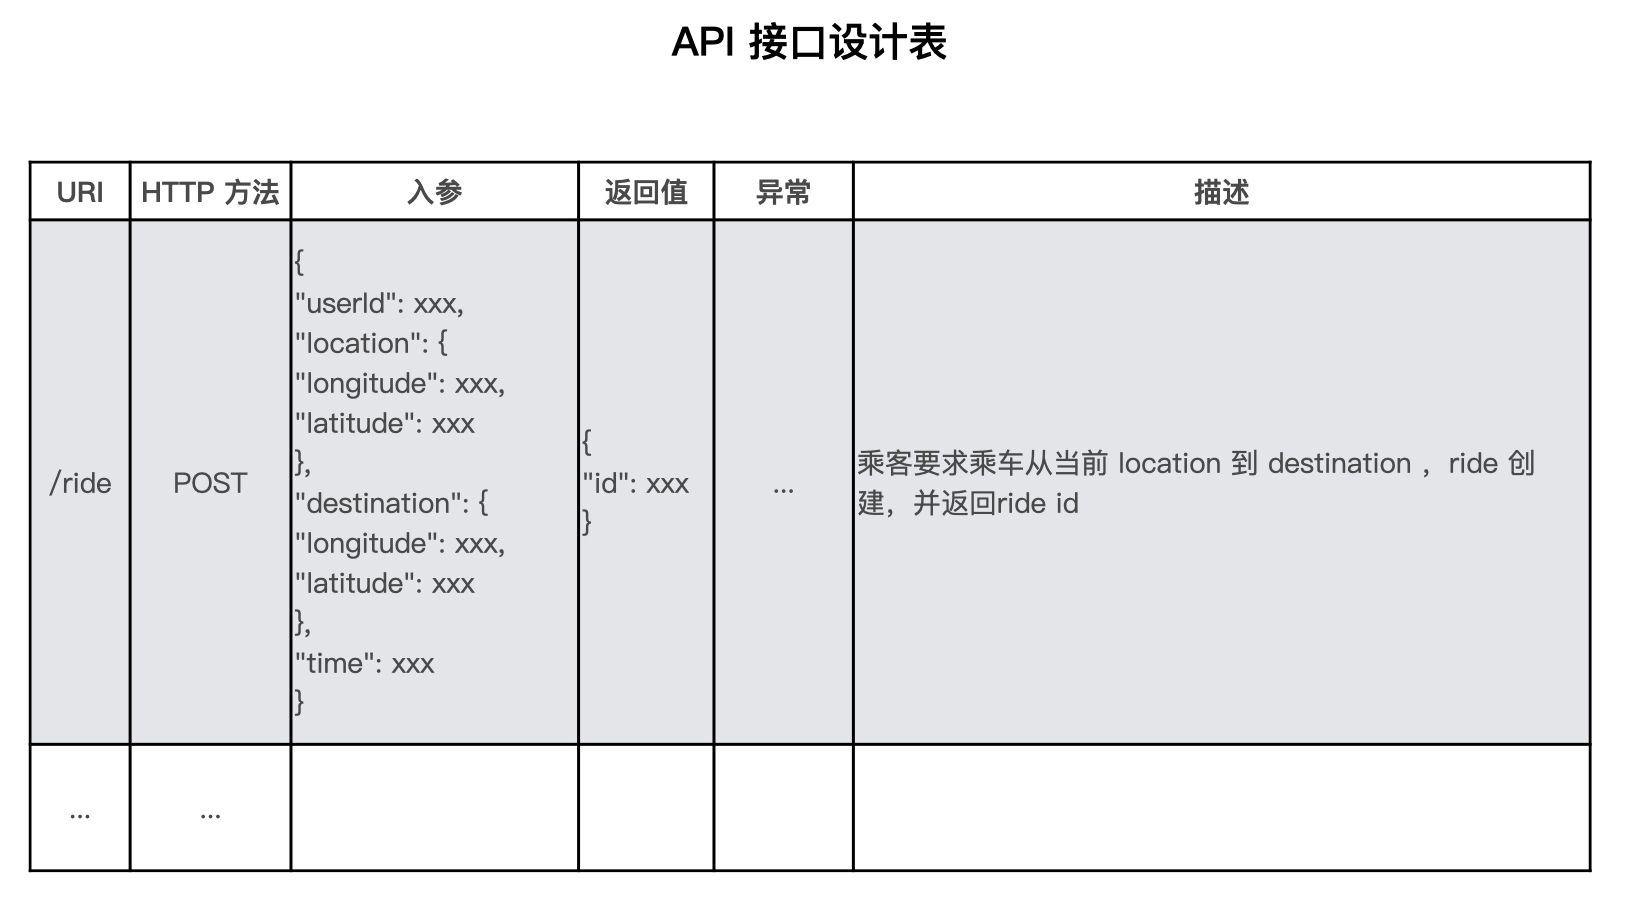 API 接口设计表
URI
HTTP 方法
入参
返回值
异常
描述
/ride
POST
{
"userId": xxx,
"location": {
"longitude": xxx,
"latitude": xxx
},
"destination": {
"longitude": xxx,
"latitude": xxx
},
"time": xxx
}
{
"id": xxx
}
...
乘客要求乘车从当前 location 到 destination ，ride 创
建，并返回ride id
...
...